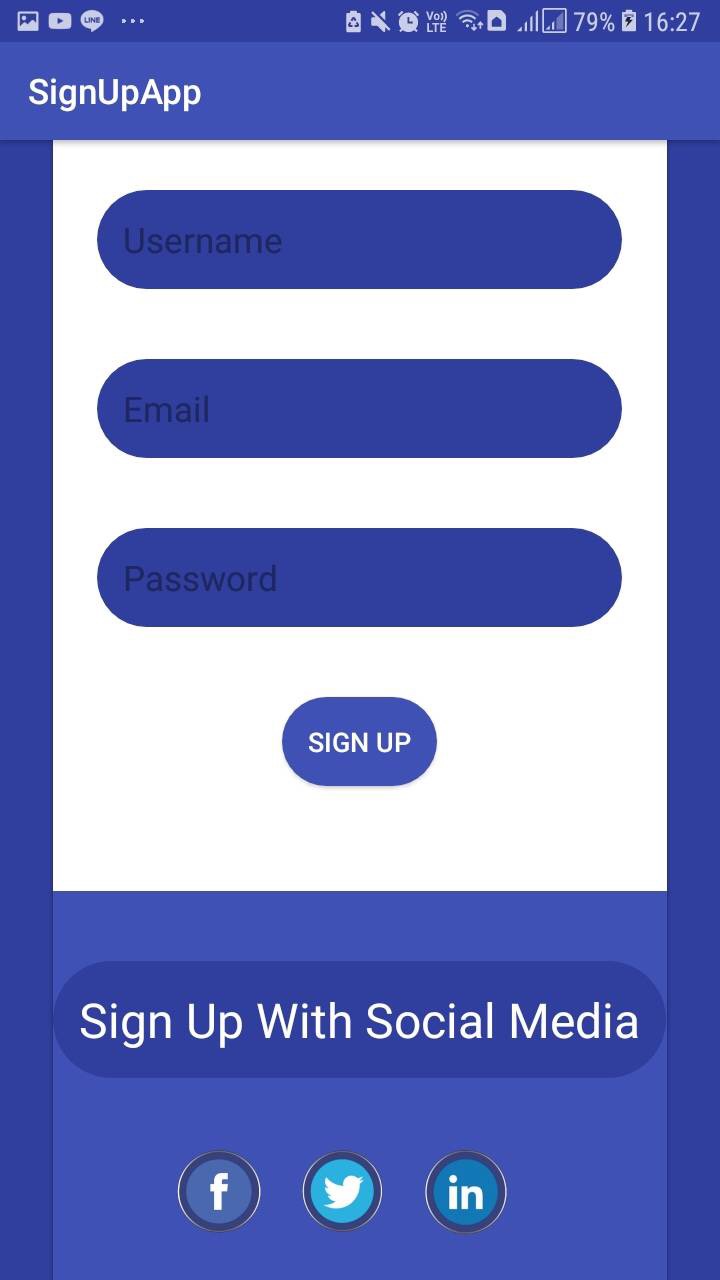 LINE Vo)) LTE 79% 16:27
SignUpApp
Username
Email
Password
SIGN UP
Sign Up With Social Media
f in